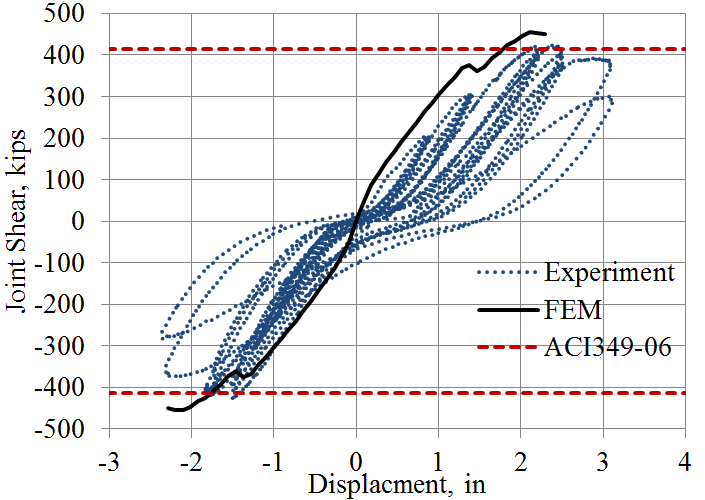 500
400
300
200
100
0
-100
-200
-300
-400
-500
Joint Shear, kips
Experiment
FEM
ACI349-06
-3 -2 -1 0 1 2 3 4
Displacment, in